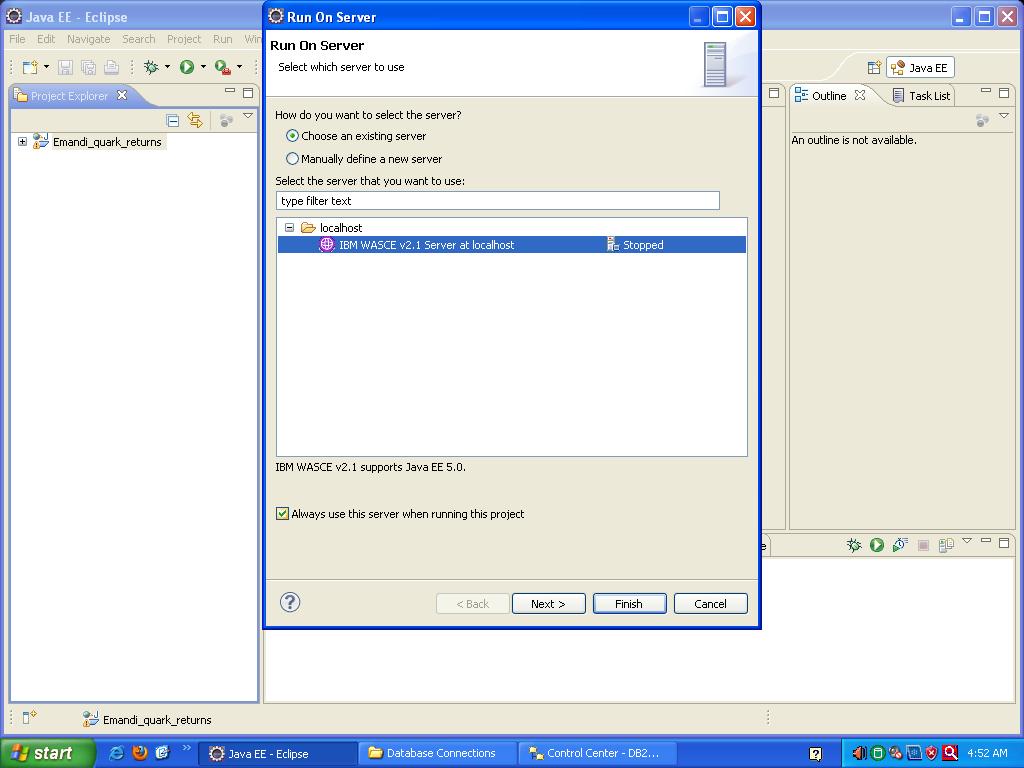 Java EE - Eclipse
Run On Server
File Edit Navigate Search Project Run Win
Run On Server
Select which server to use
Java EE
Project Explorer
Outline
Task List
How do you want to select the server?
Choose an existing server
Emandi_quark_returns
An outline is not available.
Manually define a new server
Select the server that you want to use:
type filter text
localhost
IBM WASCE v2.1 Server at localhost Stopped
IBM WASCE v2.1 supports Java EE 5.0.
Always use this server when running this project
e
? < Back Next > Finish Cancel
Emandi_quark_returns
start
Java EE - Eclipse
Database Connections
Control Center - DB2...
?
4:52 AM